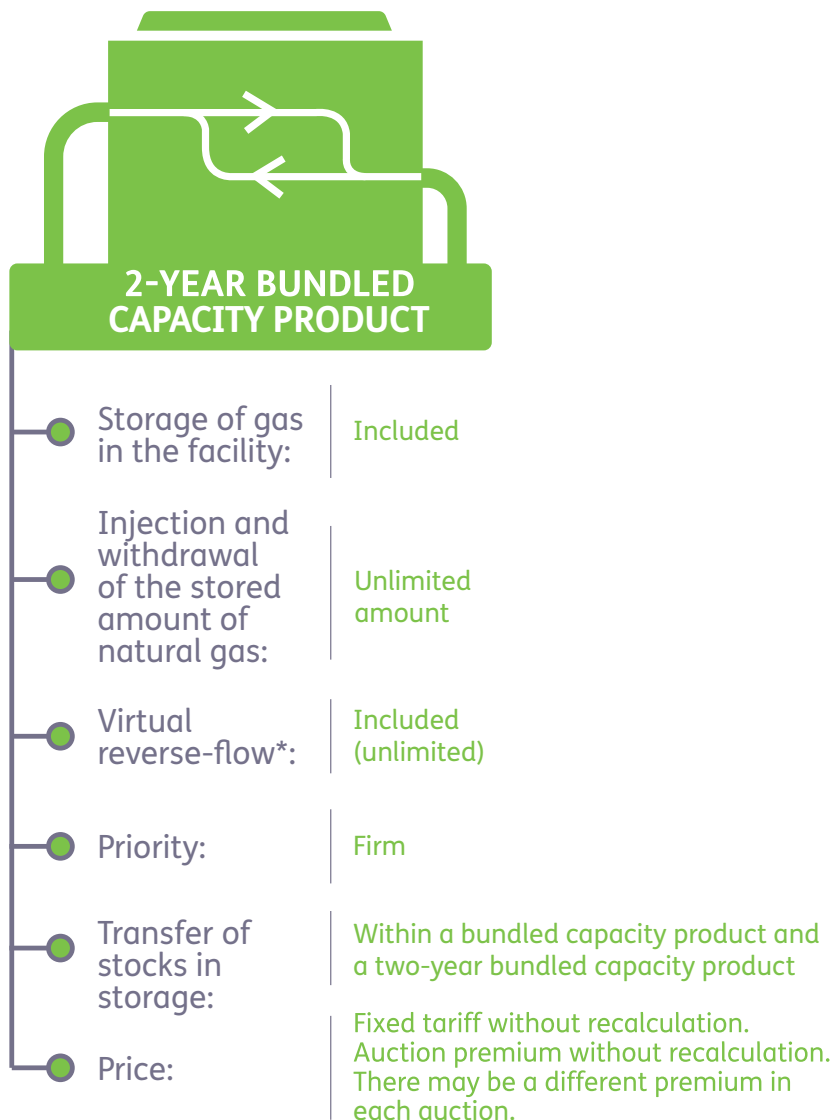 2-YEAR BUNDLED
CAPACITY PRODUCT
Storage of gas
in the facility:
Included
Injection and
withdrawal
of the stored
amount of
natural gas:
Unlimited
amount
Virtual
reverse-flow*:
Included
(unlimited)
Priority:
Firm
Transfer of
stocks in
storage:
Within a bundled capacity product and
a two-year bundled capacity product
Price:
Fixed tariff without recalculation.
Auction premium without recalculation.
There may be a different premium in
each auction.